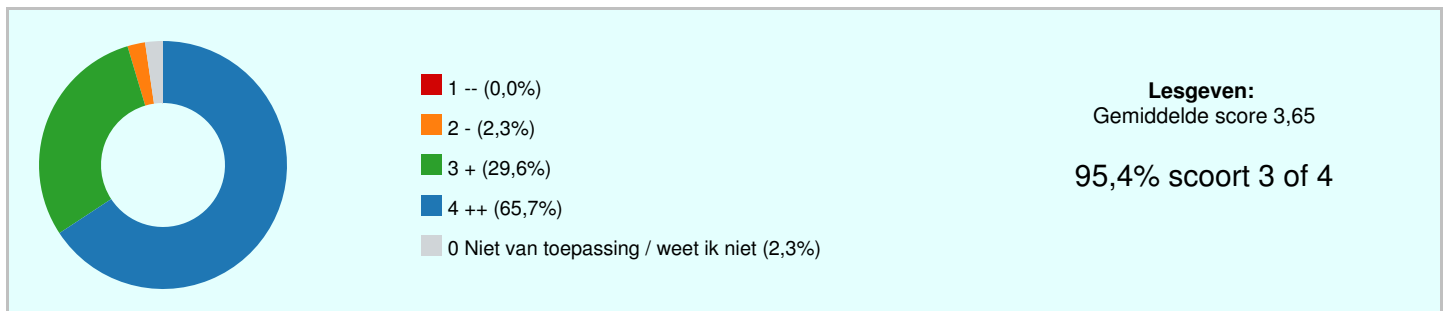 1 -- (0,0%)
2 - (2,3%)
3 + (29,6%)
4 ++ (65,7%)
0 Niet van toepassing / weet ik niet (2,3%)
Lesgeven:
Gemiddelde score 3,65
95,4% scoort 3 of 4